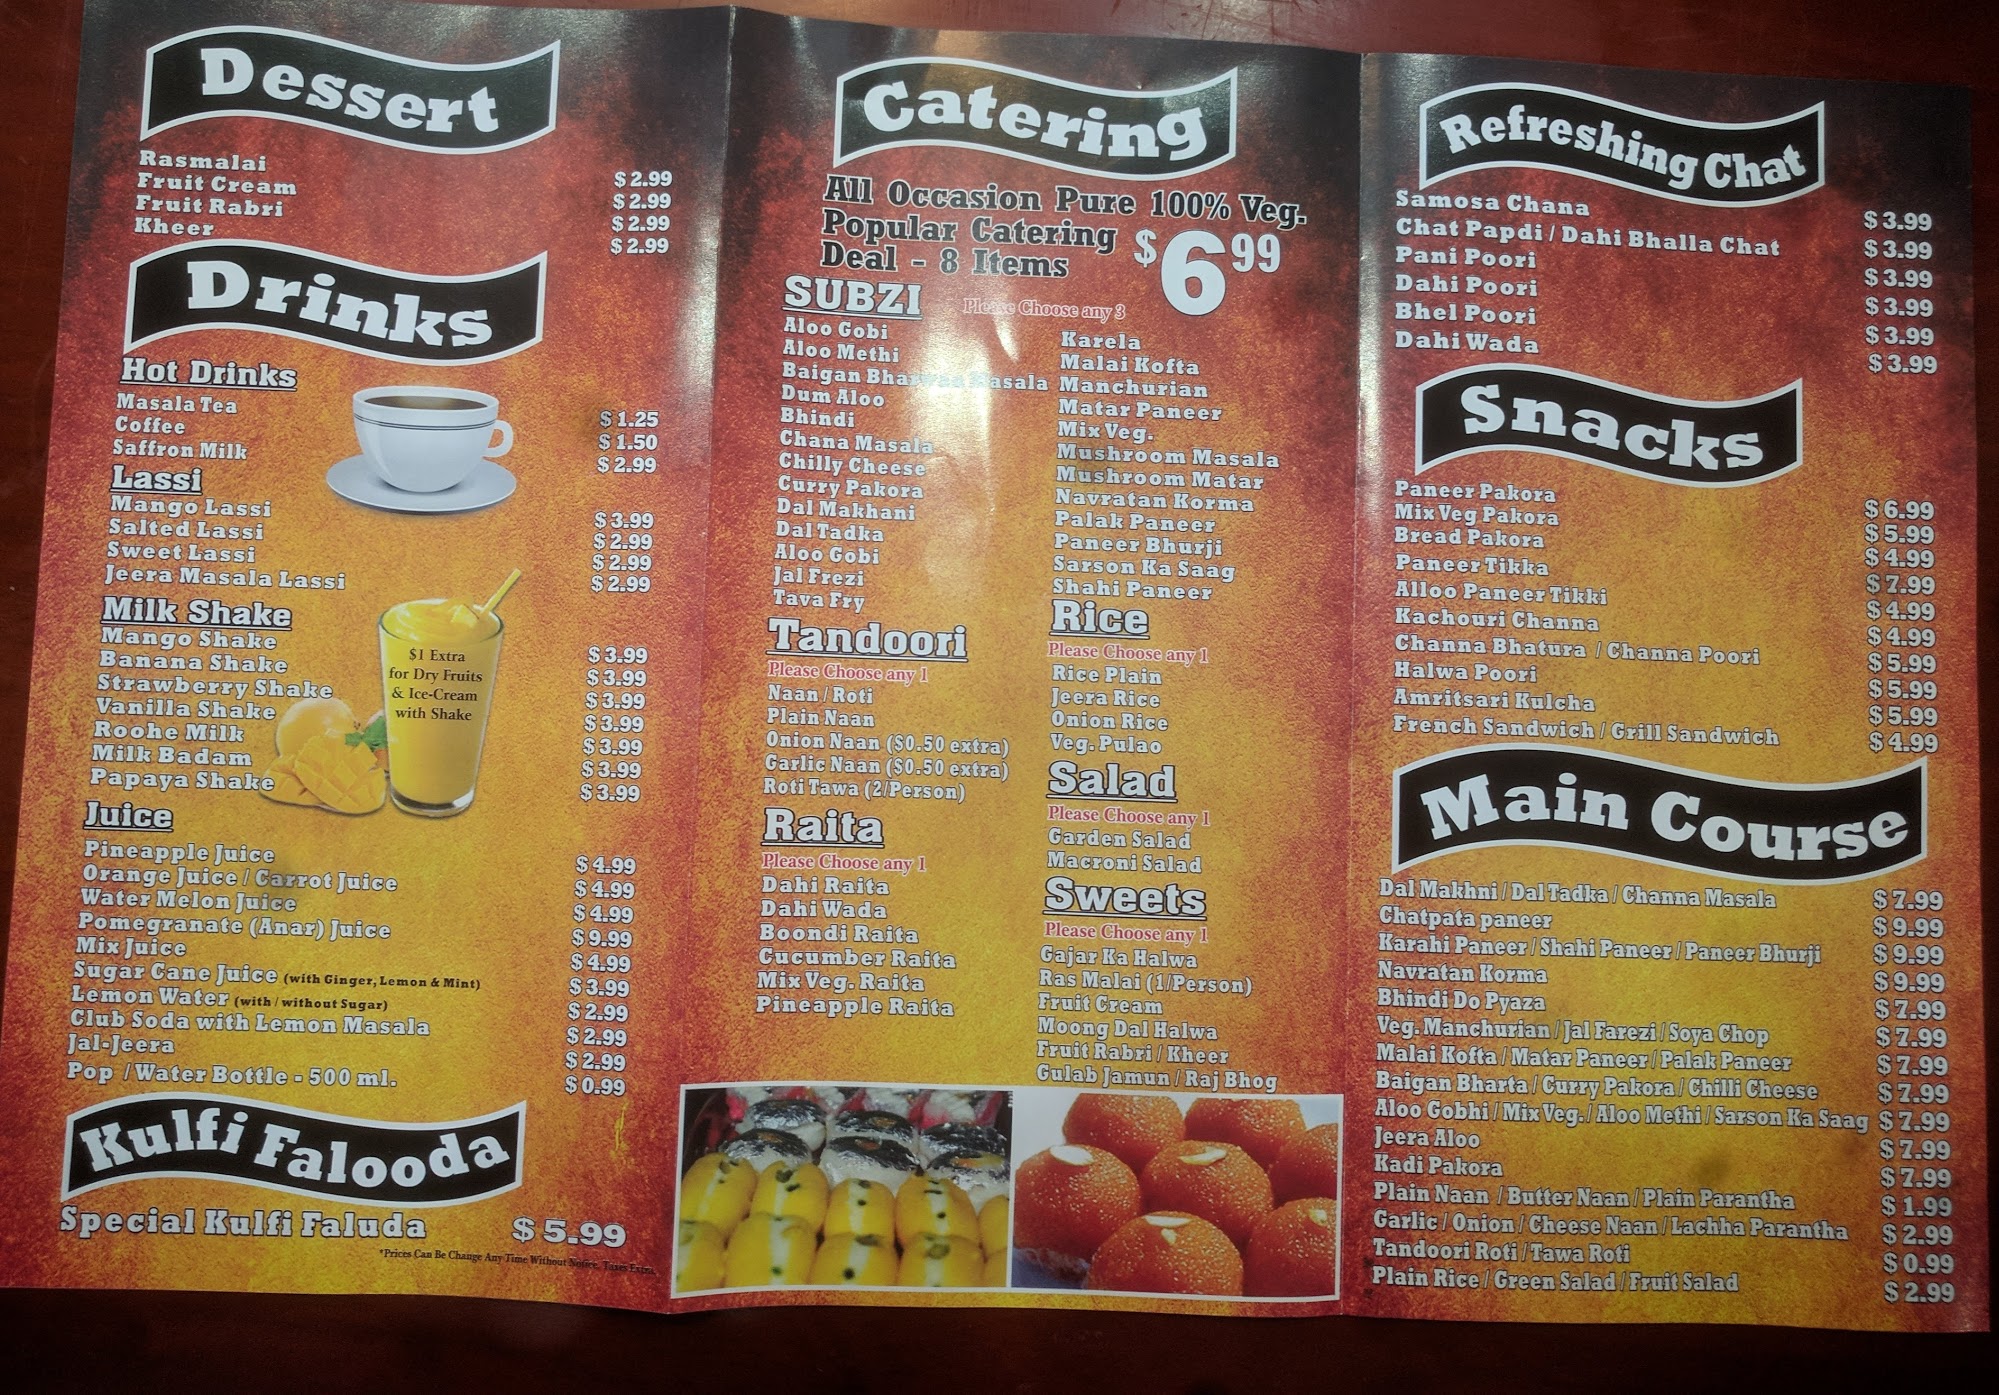 Dessert
Rasmalai $2.99
Fruit Cream $2.99
Fruit Rabri $2.99
Kheer $2.99
Drinks
Hot Drinks
Masala Tea $1.25
Coffee $1.50
Saffron Milk $2.99
Lassi
Mango Lassi $3.99
Salted Lassi $2.99
Sweet Lassi $2.99
Jeera Masala Lassi $2.99
Milk Shake
Mango Shake $3.99
Banana Shake $3.99
Strawberry Shake $3.99
Vanilla Shake $3.99
Roohe Milk $3.99
Milk Badam $3.99
Papaya Shake $3.99
$1 Extra
for Dry Fruits
& Ice-Cream
with Shake
Juice
Pineapple Juice $4.99
Orange Juice / Carrot Juice $4.99
Water Melon Juice $4.99
Pomegranate (Anar) Juice $9.99
Mix Juice $4.99
Sugar Cane Juice (with Ginger, Lemon & Mint) $3.99
Lemon Water (with / without Sugar) $2.99
Club Soda with Lemon Masala $2.99
Jal-Jeera $2.99
Pop / Water Bottle - 500 ml. $0.99
Kulfi Falooda
Special Kulfi Faluda $5.99
*Prices Can Be Change Any Time Without Notice. Taxes Extra.
Catering
All Occasion Pure 100% Veg.
Popular Catering
Deal - 8 Items
$6.99
SUBZI Please Choose any 3
Aloo Gobi
Aloo Methi
Baigan Bharwan Masala
Dum Aloo
Bhindi
Chana Masala
Chilly Cheese
Curry Pakora
Dal Makhani
Dal Tadka
Aloo Gobi
Jal Frezi
Tava Fry
Karela
Malai Kofta
Manchurian
Matar Paneer
Mix Veg.
Mushroom Masala
Mushroom Matar
Navratan Korma
Palak Paneer
Paneer Bhurji
Sarson Ka Saag
Shahi Paneer
Tandoori
Please Choose any 1
Naan / Roti
Plain Naan
Onion Naan ($0.50 extra)
Garlic Naan ($0.50 extra)
Roti Tawa (2/Person)
Raita
Please Choose any 1
Dahi Raita
Dahi Wada
Boondi Raita
Cucumber Raita
Mix Veg. Raita
Pineapple Raita
Rice
Please Choose any 1
Rice Plain
Jeera Rice
Onion Rice
Veg. Pulao
Salad
Please Choose any 1
Garden Salad
Macroni Salad
Sweets
Please Choose any 1
Gajar Ka Halwa
Ras Malai (1/Person)
Fruit Cream
Moong Dal Halwa
Fruit Rabri / Kheer
Gulab Jamun / Raj Bhog
Refreshing Chat
Samosa Chana $3.99
Chat Papdi / Dahi Bhalla Chat $3.99
Pani Poori $3.99
Dahi Poori $3.99
Bhel Poori $3.99
Dahi Wada $3.99
Snacks
Paneer Pakora $6.99
Mix Veg Pakora $5.99
Bread Pakora $4.99
Paneer Tikka $7.99
Alloo Paneer Tikki $4.99
Kachouri Channa $4.99
Channa Bhatura / Channa Poori $5.99
Halwa Poori $5.99
Amritsari Kulcha $5.99
French Sandwich / Grill Sandwich $4.99
Main Course
Dal Makhni / Dal Tadka / Channa Masala $7.99
Chatpata paneer $9.99
Karahi Paneer / Shahi Paneer / Paneer Bhurji $9.99
Navratan Korma $9.99
Bhindi Do Pyaza $7.99
Veg. Manchurian / Jal Farezi / Soya Chop $7.99
Malai Kofta / Matar Paneer / Palak Paneer $7.99
Baigan Bharta / Curry Pakora / Chilli Cheese $7.99
Aloo Gobhi / Mix Veg. / Aloo Methi / Sarson Ka Saag $7.99
Jeera Aloo $7.99
Kadi Pakora $7.99
Plain Naan / Butter Naan / Plain Parantha $1.99
Garlic / Onion / Cheese Naan / Lachha Parantha $2.99
Tandoori Roti / Tawa Roti $0.99
Plain Rice / Green Salad / Fruit Salad $2.99